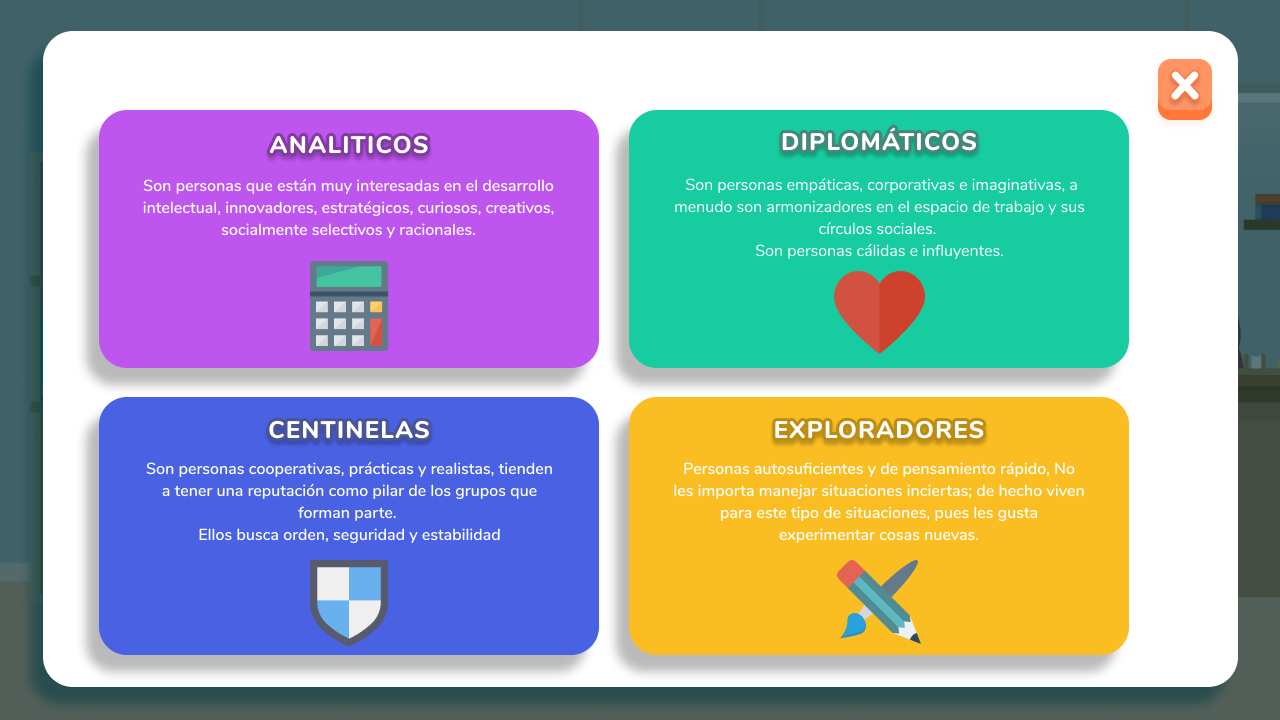 ANALITICOS
Son personas que están muy interesadas en el desarrollo
intelectual, innovadores, estratégicos, curiosos, creativos,
socialmente selectivos y racionales.
DIPLOMÁTICOS
Son personas empáticas, corporativas e imaginativas, a
menudo son armonizadores en el espacio de trabajo y sus
círculos sociales.
Son personas cálidas e influyentes.
CENTINELAS
Son personas cooperativas, prácticas y realistas, tienden
a tener una reputación como pilar de los grupos que
forman parte.
Ellos busca orden, seguridad y estabilidad
EXPLORADORES
Personas autosuficientes y de pensamiento rápido, No
les importa manejar situaciones inciertas; de hecho viven
para este tipo de situaciones, pues les gusta
experimentar cosas nuevas.